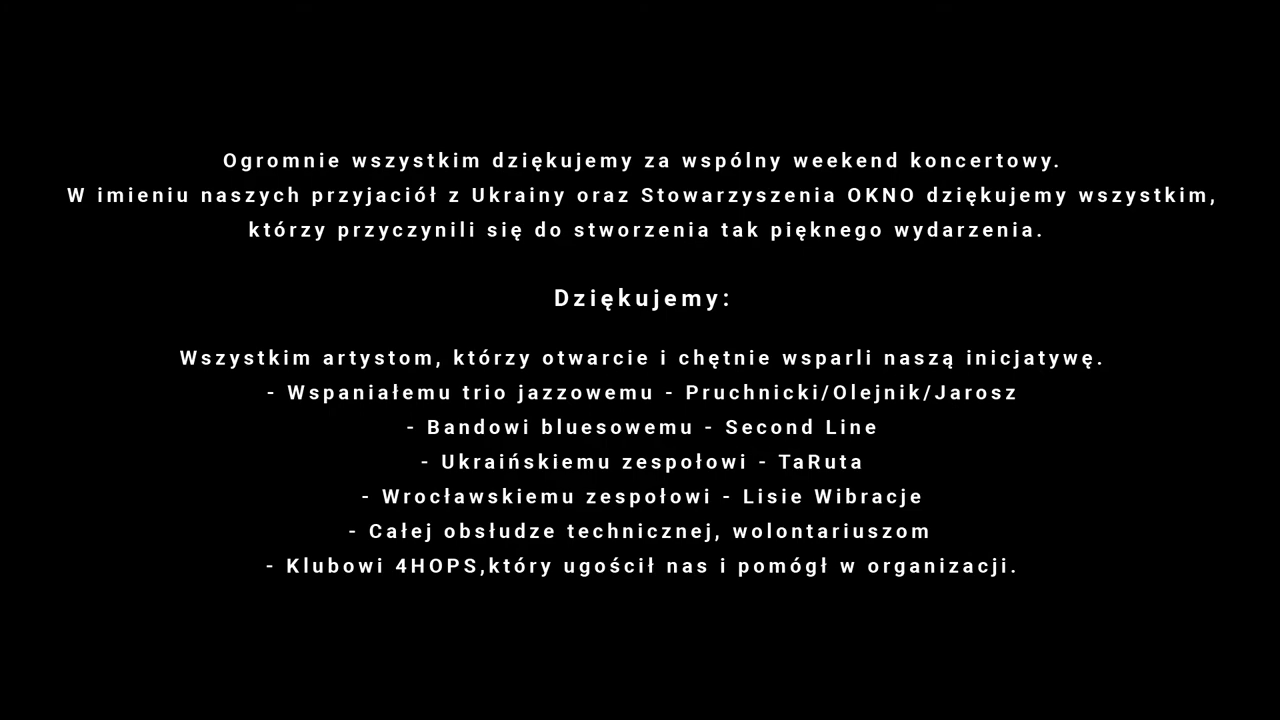 Ogromnie wszystkim dziękujemy za wspólny weekend koncertowy.
W imieniu naszych przyjaciół z Ukrainy oraz Stowarzyszenia OKNO dziękujemy wszystkim,
którzy przyczynili się do stworzenia tak pięknego wydarzenia.
Dziękujemy:
Wszystkim artystom, którzy otwarcie i chętnie wsparli naszą inicjatywę.
- Wspaniałemu trio jazzowemu - Pruchnicki/Olejnik/Jarosz
- Bandowi bluesowemu - Second Line
- Ukraińskiemu zespołowi - TaRuta
- Wrocławskiemu zespołowi - Lisie Wibracje
- Całej obsłudze technicznej, wolontariuszom
- Klubowi 4HOPS,który ugościł nas i pomógł w organizacji.